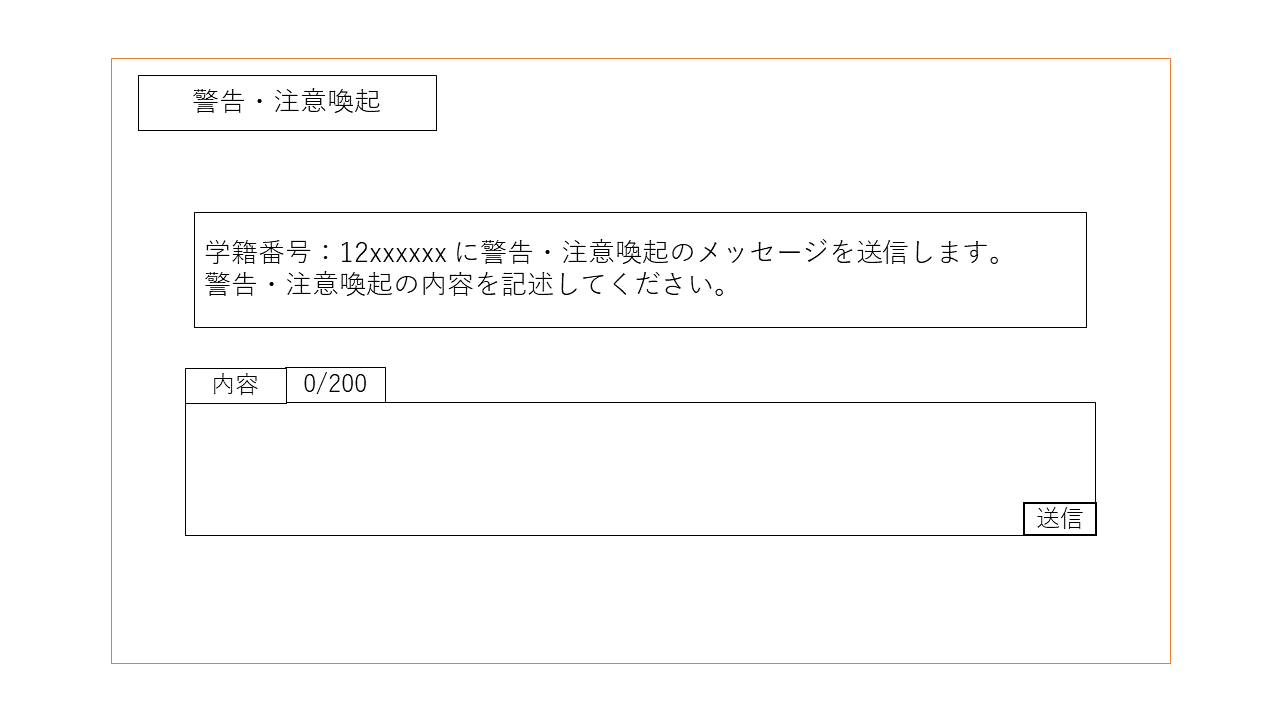 警告・注意喚起
学籍番号：12xxxxxx に警告・注意喚起のメッセージを送信します。
警告・注意喚起の内容を記述してください。
内容
0/200
送信